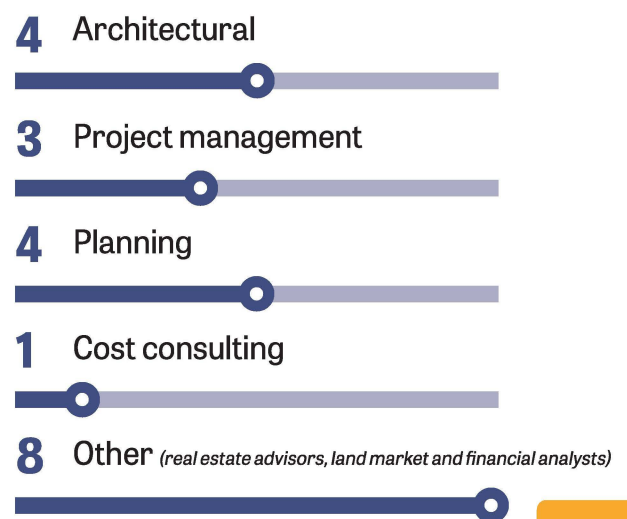 4 Architectural
3 Project management
4 Planning
1 Cost consulting
8 Other (real estate advisors, land market and financial analysts)